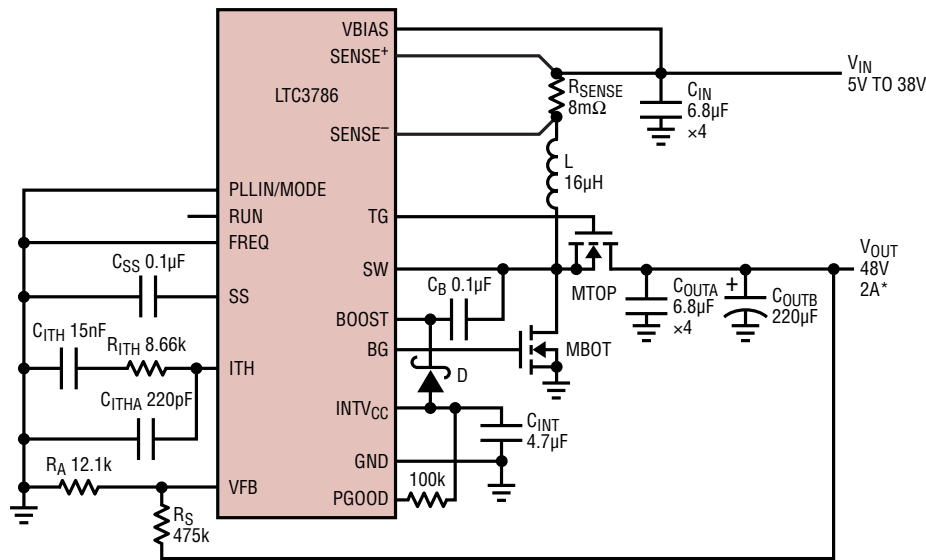 LTC3786
VBIAS
SENSE+
SENSE−
TG
SW
BOOST
BG
INTVCC
GND
PGOOD
PLLIN/MODE
RUN
FREQ
SS
ITH
VFB
CSS 0.1µF
CITH 15nF
RITH 8.66k
CITHA 220pF
RA 12.1k
RS
475k
RSENSE
8mΩ
L
16µH
VIN
5V TO 38V
CIN
6.8µF
×4
MTOP
CB 0.1µF
MBOT
D
CINT
4.7µF
100k
COUTA
6.8µF
×4
+
COUTB
220µF
VOUT
48V
2A*